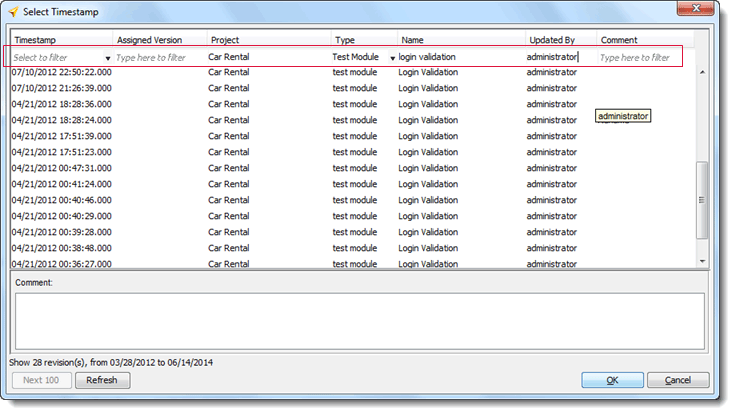 Select Timestamp
Timestamp Assigned Version Project Type Name Updated By Comment
Select to filter Type here to filter Car Rental Test Module login validation administrator Type here to filter
07/10/2012 22:50:22.000 Car Rental test module Login Validation administrator
07/10/2012 21:26:39.000 Car Rental test module Login Validation administrator
04/21/2012 18:28:36.000 Car Rental test module Login Validation administrator
04/21/2012 18:28:24.000 Car Rental test module Login Validation administrator
administrator
04/21/2012 17:51:39.000 Car Rental test module Login Validation administrator
04/21/2012 17:51:23.000 Car Rental test module Login Validation administrator
04/21/2012 00:47:31.000 Car Rental test module Login Validation administrator
04/21/2012 00:41:24.000 Car Rental test module Login Validation administrator
04/21/2012 00:40:46.000 Car Rental test module Login Validation administrator
04/21/2012 00:40:29.000 Car Rental test module Login Validation administrator
04/21/2012 00:39:28.000 Car Rental test module Login Validation administrator
04/21/2012 00:38:48.000 Car Rental test module Login Validation administrator
04/21/2012 00:36:27.000 Car Rental test module Login Validation administrator
Comment:
Show 28 revision(s), from 03/28/2012 to 06/14/2014
Next 100 Refresh OK Cancel